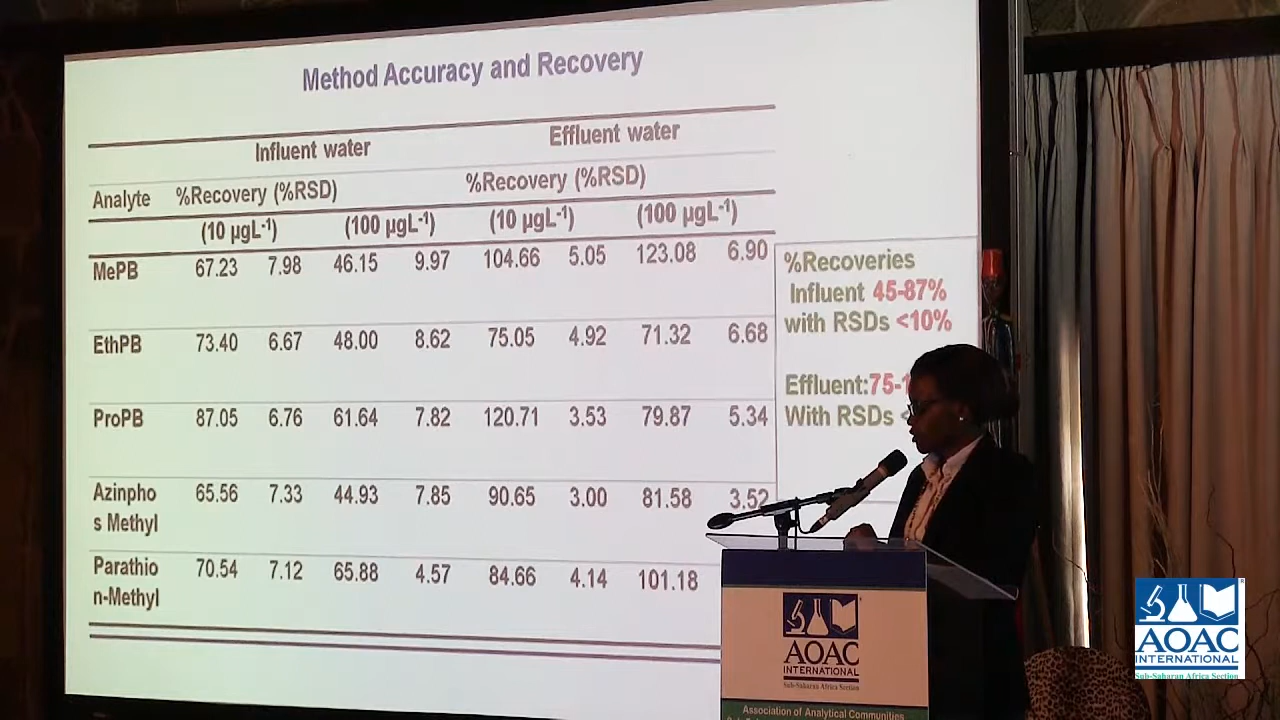 Method Accuracy and Recovery
Influent water Effluent water
Analyte %Recovery (%RSD) %Recovery (%RSD)
(10 µgL-1) (100 µgL-1) (10 µgL-1) (100 µgL-1)
MePB 67.23 7.98 46.15 9.97 104.66 5.05 123.08 6.90
EthPB 73.40 6.67 48.00 8.62 75.05 4.92 71.32 6.68
ProPB 87.05 6.76 61.64 7.82 120.71 3.53 79.87 5.34
Azinpho
s Methyl 65.56 7.33 44.93 7.85 90.65 3.00 81.58 3.52
Parathio
n-Methyl 70.54 7.12 65.88 4.57 84.66 4.14 101.18
%Recoveries
Influent 45-87%
with RSDs <10%
Effluent:75-1
With RSDs <
AOAC
INTERNATIONAL
Sub-Saharan Africa Section
Association of Analytical Communities
AOAC
INTERNATIONAL
Sub-Saharan Africa Section